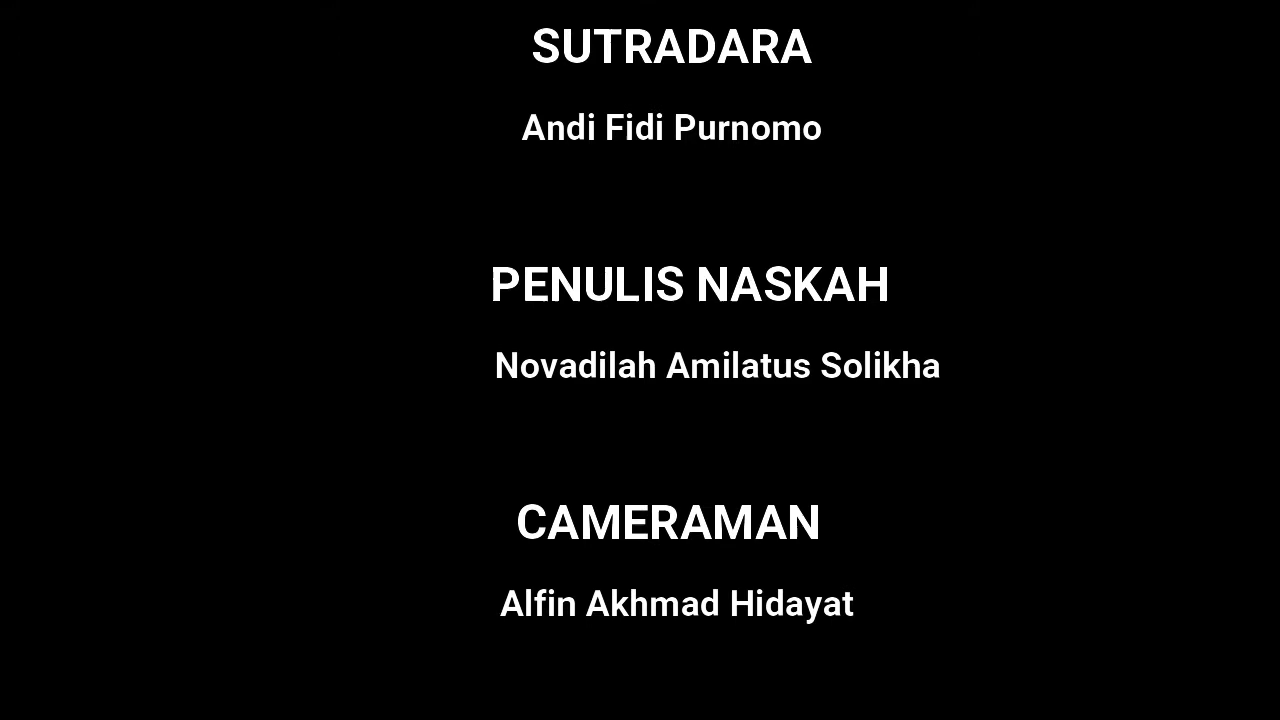 SUTRADARA
Andi Fidi Purnomo
PENULIS NASKAH
Novadilah Amilatus Solikha
CAMERAMAN
Alfin Akhmad Hidayat